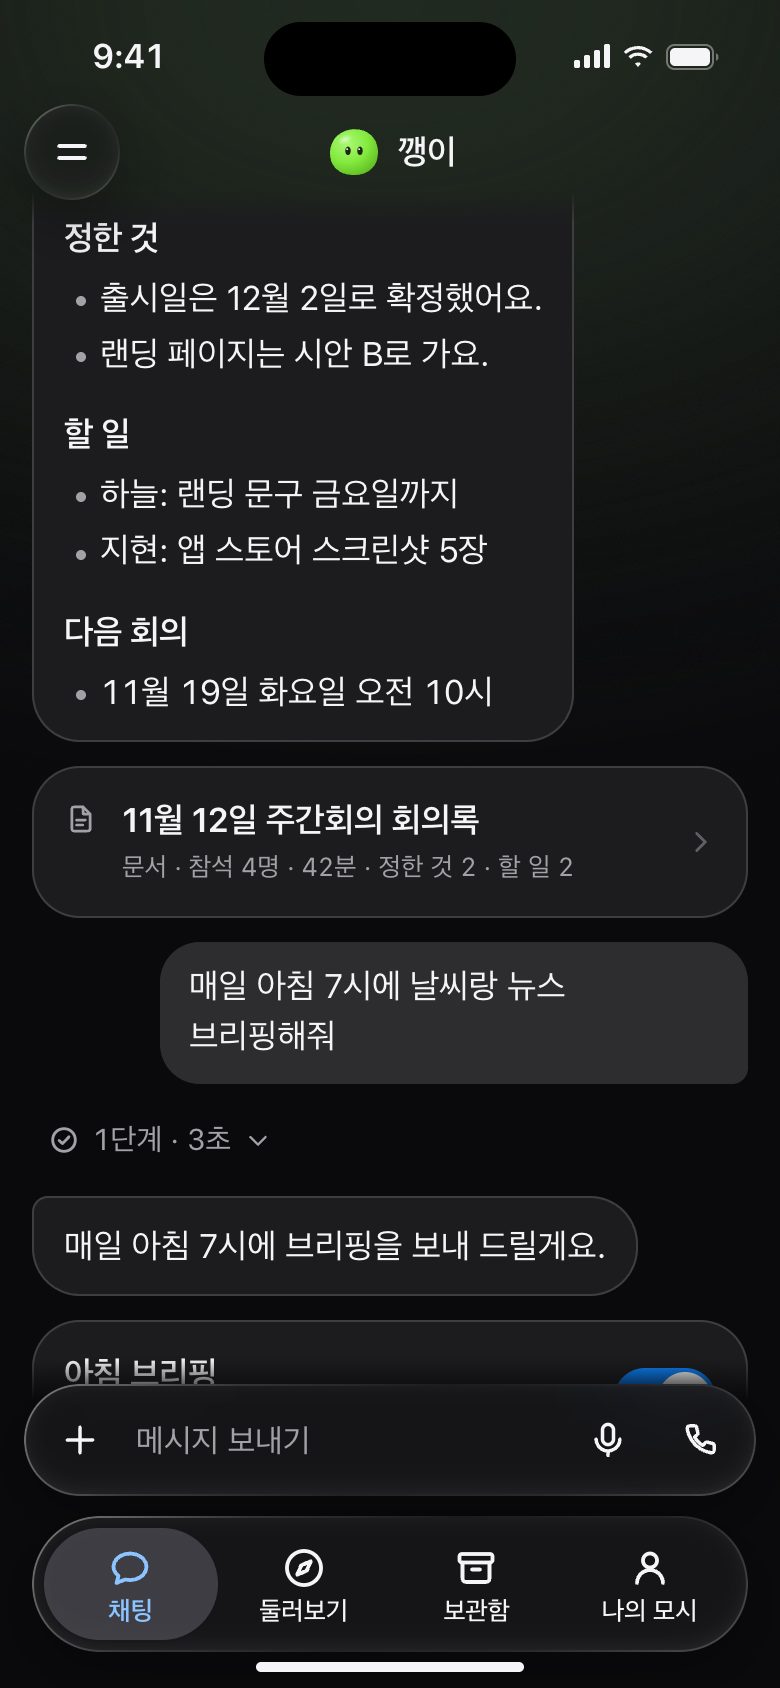 9:41
깽이
정한 것
• 출시일은 12월 2일로 확정했어요.
• 랜딩 페이지는 시안 B로 가요.
할 일
• 하늘: 랜딩 문구 금요일까지
• 지현: 앱 스토어 스크린샷 5장
다음 회의
• 11월 19일 화요일 오전 10시
11월 12일 주간회의 회의록
문서 · 참석 4명 · 42분 · 정한 것 2 · 할 일 2
매일 아침 7시에 날씨랑 뉴스
브리핑해줘
1단계 · 3초
매일 아침 7시에 브리핑을 보내 드릴게요.
아침 브리핑
메시지 보내기
채팅
둘러보기
보관함
나의 모시